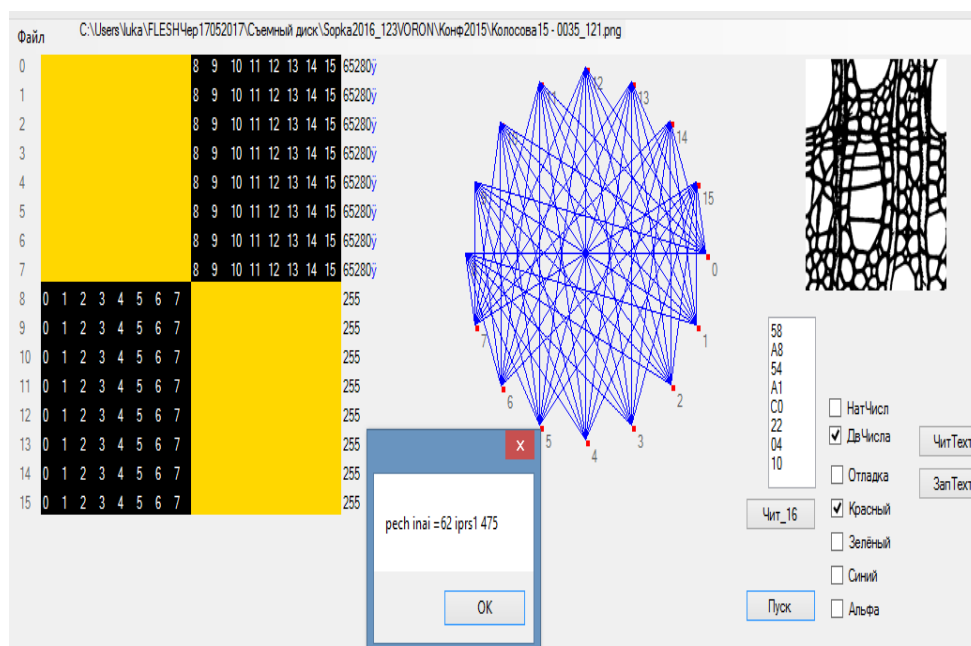 Файл C:\Users\luka\FLESHЧер17052017\Съемный диск\Sopka2016_123VORON\Конф2015\Колосова15 - 0035_121.png
0 8 9 10 11 12 13 14 15 65280ÿ
1 8 9 10 11 12 13 14 15 65280ÿ
2 8 9 10 11 12 13 14 15 65280ÿ
3 8 9 10 11 12 13 14 15 65280ÿ
4 8 9 10 11 12 13 14 15 65280ÿ
5 8 9 10 11 12 13 14 15 65280ÿ
6 8 9 10 11 12 13 14 15 65280ÿ
7 8 9 10 11 12 13 14 15 65280ÿ
8 0 1 2 3 4 5 6 7 255
9 0 1 2 3 4 5 6 7 255
10 0 1 2 3 4 5 6 7 255
11 0 1 2 3 4 5 6 7 255
12 0 1 2 3 4 5 6 7 255
13 0 1 2 3 4 5 6 7 255
14 0 1 2 3 4 5 6 7 255
15 0 1 2 3 4 5 6 7 255
12
13
14
15
0
1
2
3
4
5
6
7
pech inai =62 iprs1 475
OK
58
A8
54
A1
C0
22
04
10
Чит_16
Пуск
НатЧисл
ДвЧисла
Отладка
Красный
Зелёный
Синий
Альфа
ЧитТехт
ЗапТехт